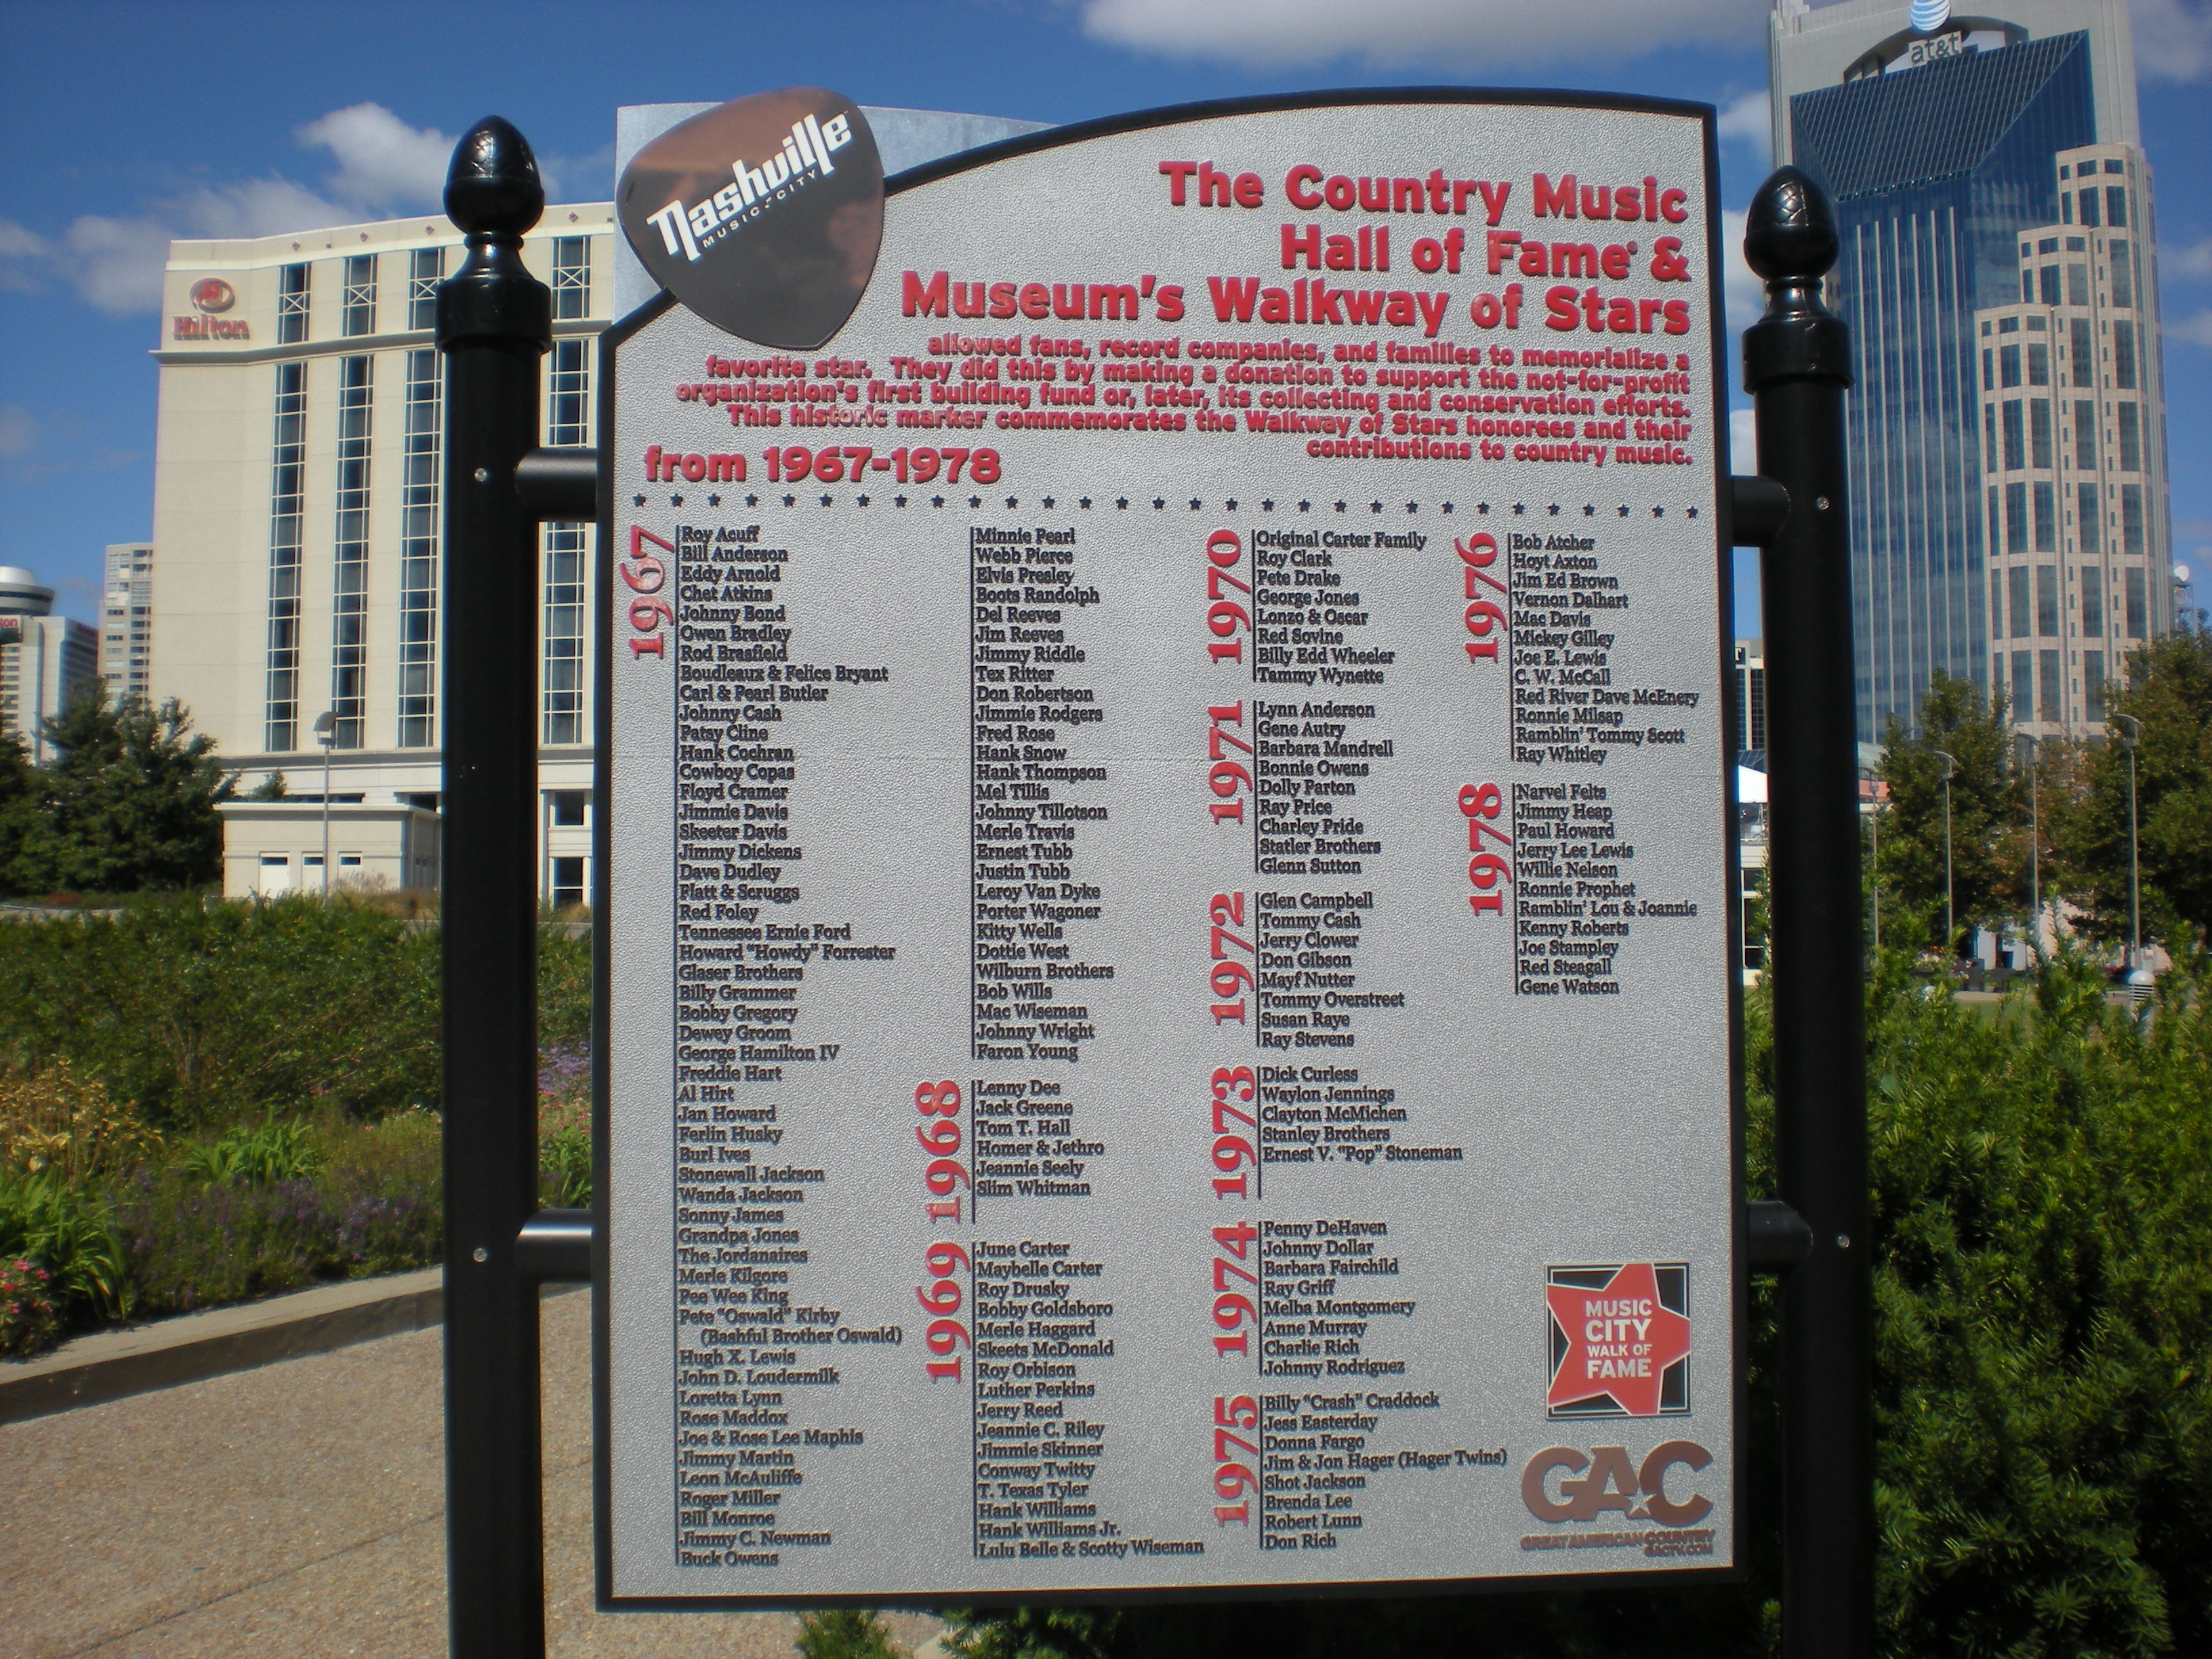 at&t
Hilton
Nashville
MUSIC CITY
The Country Music
Hall of Fame® &
Museum's Walkway of Stars
allowed fans, record companies, and families to memorialize a
favorite star. They did this by making a donation to support the not-for-profit
organization's first building fund or, later, its collecting and conservation efforts.
This historic marker commemorates the Walkway of Stars honorees and their
contributions to country music.
from 1967-1978
1967
Roy Acuff
Bill Anderson
Eddy Arnold
Chet Atkins
Johnny Bond
Owen Bradley
Rod Brasfield
Boudleaux & Felice Bryant
Carl & Pearl Butler
Johnny Cash
Patsy Cline
Hank Cochran
Cowboy Copas
Floyd Cramer
Jimmie Davis
Skeeter Davis
Jimmy Dickens
Dave Dudley
Flatt & Scruggs
Red Foley
Tennessee Ernie Ford
Howard "Howdy" Forrester
Glaser Brothers
Billy Grammer
Bobby Gregory
Dewey Groom
George Hamilton IV
Freddie Hart
Al Hirt
Jan Howard
Ferlin Husky
Burl Ives
Stonewall Jackson
Wanda Jackson
Sonny James
Grandpa Jones
The Jordanaires
Merle Kilgore
Pee Wee King
Pete "Oswald" Kirby
(Bashful Brother Oswald)
Hugh X. Lewis
John D. Loudermilk
Loretta Lynn
Rose Maddox
Joe & Rose Lee Maphis
Jimmy Martin
Leon McAuliffe
Roger Miller
Bill Monroe
Jimmy C. Newman
Buck Owens
Minnie Pearl
Webb Pierce
Elvis Presley
Boots Randolph
Del Reeves
Jim Reeves
Jimmy Riddle
Tex Ritter
Don Robertson
Jimmie Rodgers
Fred Rose
Hank Snow
Hank Thompson
Mel Tillis
Johnny Tillotson
Merle Travis
Ernest Tubb
Justin Tubb
Leroy Van Dyke
Porter Wagoner
Kitty Wells
Dottie West
Wilburn Brothers
Bob Wills
Mac Wiseman
Johnny Wright
Faron Young
1968
Lenny Dee
Jack Greene
Tom T. Hall
Homer & Jethro
Jeannie Seely
Slim Whitman
1969
June Carter
Maybelle Carter
Roy Drusky
Bobby Goldsboro
Merle Haggard
Skeets McDonald
Roy Orbison
Luther Perkins
Jerry Reed
Jeannie C. Riley
Jimmie Skinner
Conway Twitty
T. Texas Tyler
Hank Williams
Hank Williams Jr.
Lulu Belle & Scotty Wiseman
1970
Original Carter Family
Roy Clark
Pete Drake
George Jones
Lonzo & Oscar
Red Sovine
Billy Edd Wheeler
Tammy Wynette
1971
Lynn Anderson
Gene Autry
Barbara Mandrell
Bonnie Owens
Dolly Parton
Ray Price
Charley Pride
Statler Brothers
Glenn Sutton
1972
Glen Campbell
Tommy Cash
Jerry Clower
Don Gibson
Mayf Nutter
Tommy Overstreet
Susan Raye
Ray Stevens
1973
Dick Curless
Waylon Jennings
Clayton McMichen
Stanley Brothers
Ernest V. "Pop" Stoneman
1974
Penny DeHaven
Johnny Dollar
Barbara Fairchild
Ray Griff
Melba Montgomery
Anne Murray
Charlie Rich
Johnny Rodriguez
1975
Billy "Crash" Craddock
Jess Easterday
Donna Fargo
Jim & Jon Hager (Hager Twins)
Shot Jackson
Brenda Lee
Robert Lunn
Don Rich
1976
Bob Atcher
Hoyt Axton
Jim Ed Brown
Vernon Dalhart
Mac Davis
Mickey Gilley
Joe E. Lewis
C. W. McCall
Red River Dave McEnery
Ronnie Milsap
Ramblin' Tommy Scott
Ray Whitley
1978
Narvel Felts
Jimmy Heap
Paul Howard
Jerry Lee Lewis
Willie Nelson
Ronnie Prophet
Ramblin' Lou & Joannie
Kenny Roberts
Joe Stampley
Red Steagall
Gene Watson
MUSIC
CITY
WALK OF
FAME
GAC
GREAT AMERICAN COUNTRY
GACTV.COM